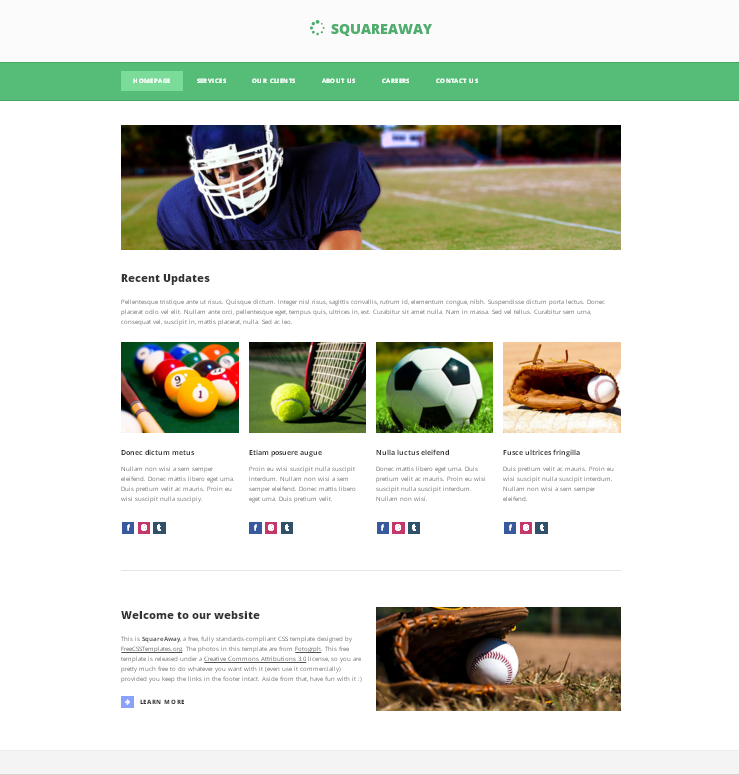 SQUAREAWAY
HOMEPAGE SERVICES OUR CLIENTS ABOUT US CAREERS CONTACT US
Recent Updates
Pellentesque tristique ante ut risus. Quisque dictum. Integer nisl risus, sagittis convallis, rutrum id, elementum congue, nibh. Suspendisse dictum porta lectus. Donec
placerat odio vel elit. Nullam ante orci, pellentesque eget, tempus quis, ultrices in, est. Curabitur sit amet nulla. Nam in massa. Sed vel tellus. Curabitur sem urna,
consequat vel, suscipit in, mattis placerat, nulla. Sed ac leo.
Donec dictum metus
Nullam non wisi a sem semper
eleifend. Donec mattis libero eget urna.
Duis pretium velit ac mauris. Proin eu
wisi suscipit nulla suscipiy.
Etiam posuere augue
Proin eu wisi suscipit nulla suscipit
interdum. Nullam non wisi a sem
semper eleifend. Donec mattis libero
eget urna. Duis pretium velit.
Nulla luctus eleifend
Donec mattis libero eget urna. Duis
pretium velit ac mauris. Proin eu wisi
suscipit nulla suscipit interdum.
Nullam non wisi.
Fusce ultrices fringilla
Duis pretium velit ac mauris. Proin eu
wisi suscipit nulla suscipit interdum.
Nullam non wisi a sem semper
eleifend.
Welcome to our website
This is SquareAway, a free, fully standards-compliant CSS template designed by
FreeCSSTemplates.org. The photos in this template are from Fotogrph. This free
template is released under a Creative Commons Attributions 3.0 license, so you are
pretty much free to do whatever you want with it (even use it commercially)
provided you keep the links in the footer intact. Aside from that, have fun with it :)
LEARN MORE